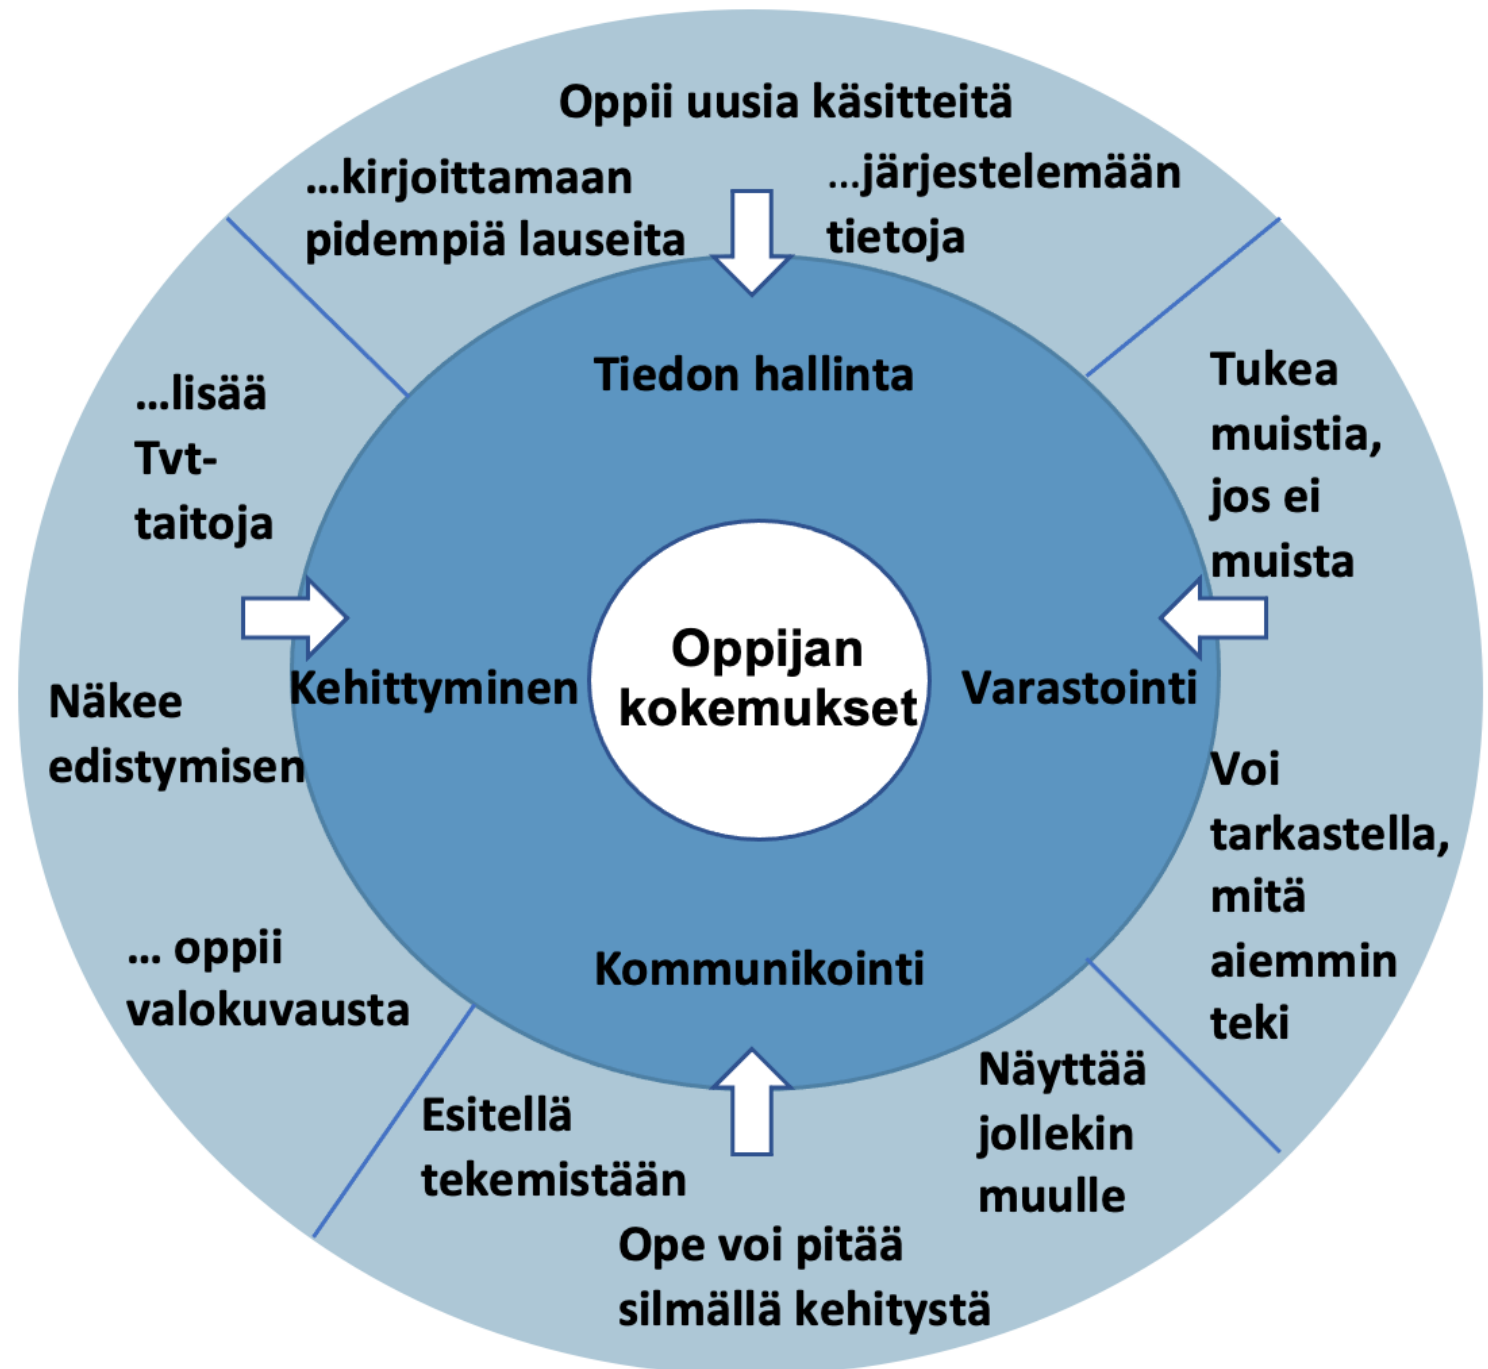 Oppii uusia käsitteitä
...kirjoittamaan
pidempiä lauseita
...järjestelemään
tietoja
Tiedon hallinta
...lisää
Tvt-
taitoja
Tukea
muistia,
jos ei
muista
Näkee
edistymisen
Kehittyminen
Oppijan
kokemukset
Varastointi
Voi
tarkastella,
mitä
aiemmin
teki
... oppii
valokuvausta
Kommunikointi
Esitellä
tekemistään
Näyttää
jollekin
muulle
Ope voi pitää
silmällä kehitystä